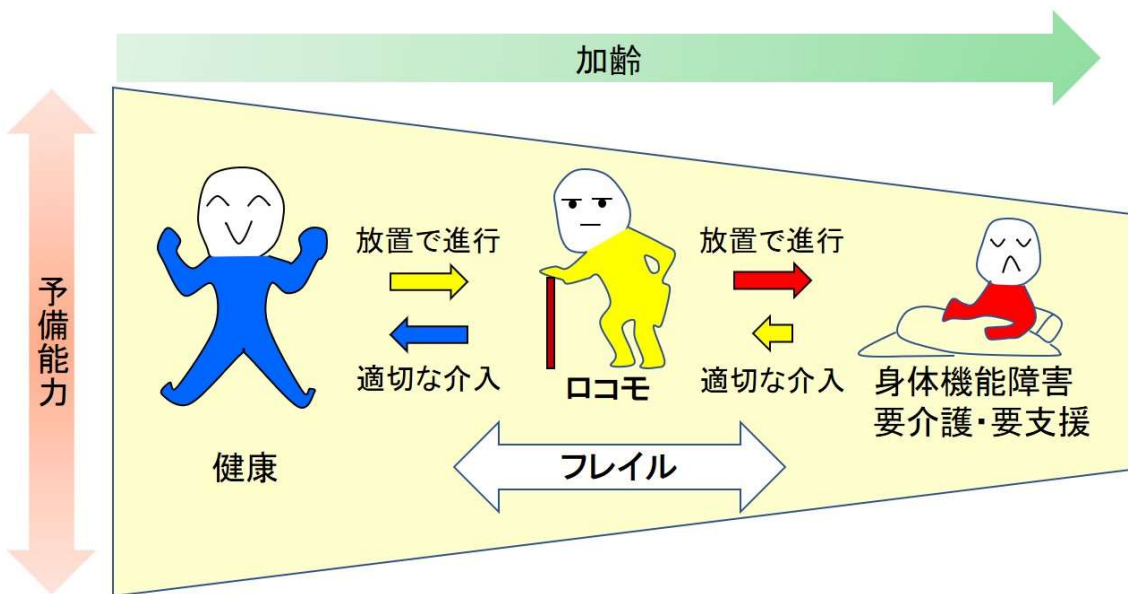 加齢
予備能力
放置で進行
放置で進行
適切な介入
ロコモ
適切な介入
身体機能障害
要介護・要支援
健康
フレイル